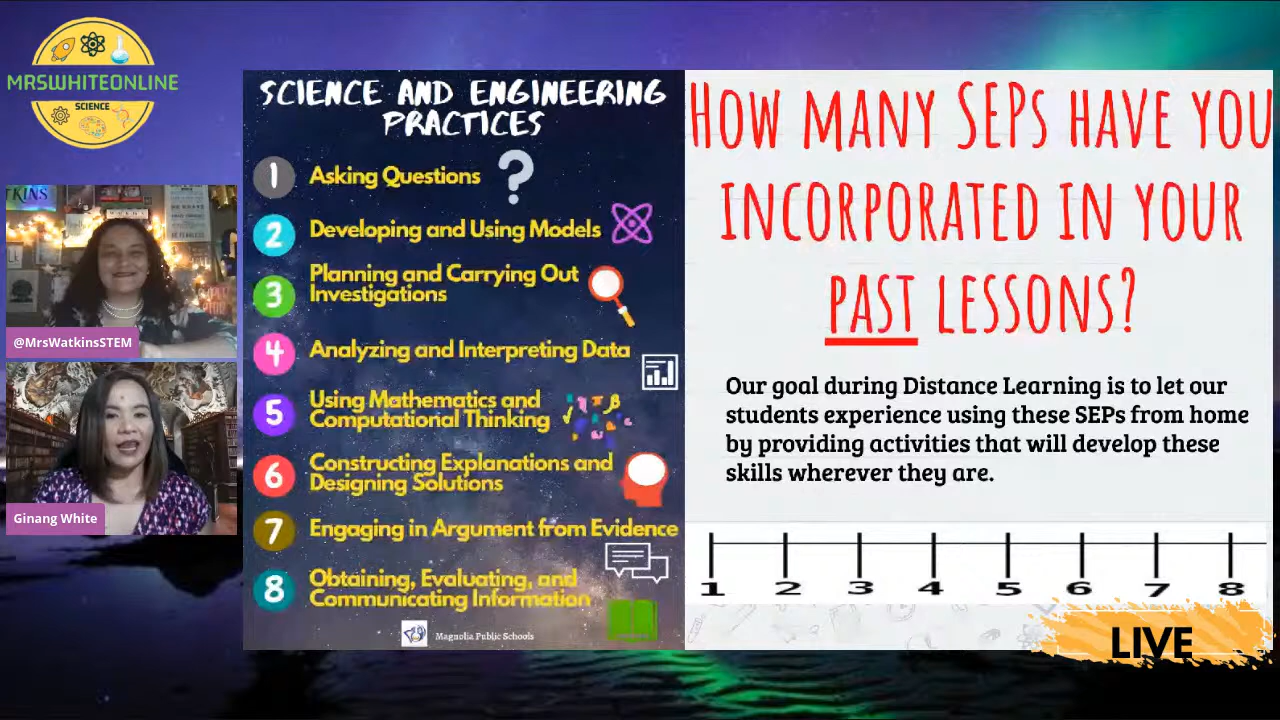 MRSWHITEONLINE
SCIENCE
KINS
@MrsWatkinsSTEM
Ginang White
SCIENCE AND ENGINEERING
PRACTICES
1 Asking Questions
2 Developing and Using Models
3 Planning and Carrying Out
Investigations
4 Analyzing and Interpreting Data
5 Using Mathematics and
Computational Thinking
6 Constructing Explanations and
Designing Solutions
7 Engaging in Argument from Evidence
8 Obtaining, Evaluating, and
Communicating Information
Magnolia Public Schools
HOW MANY SEPs HAVE YOU
INCORPORATED IN YOUR
PAST LESSONS?
Our goal during Distance Learning is to let our
students experience using these SEPs from home
by providing activities that will develop these
skills wherever they are.
1 2 3 4 5 6 7 8
LIVE